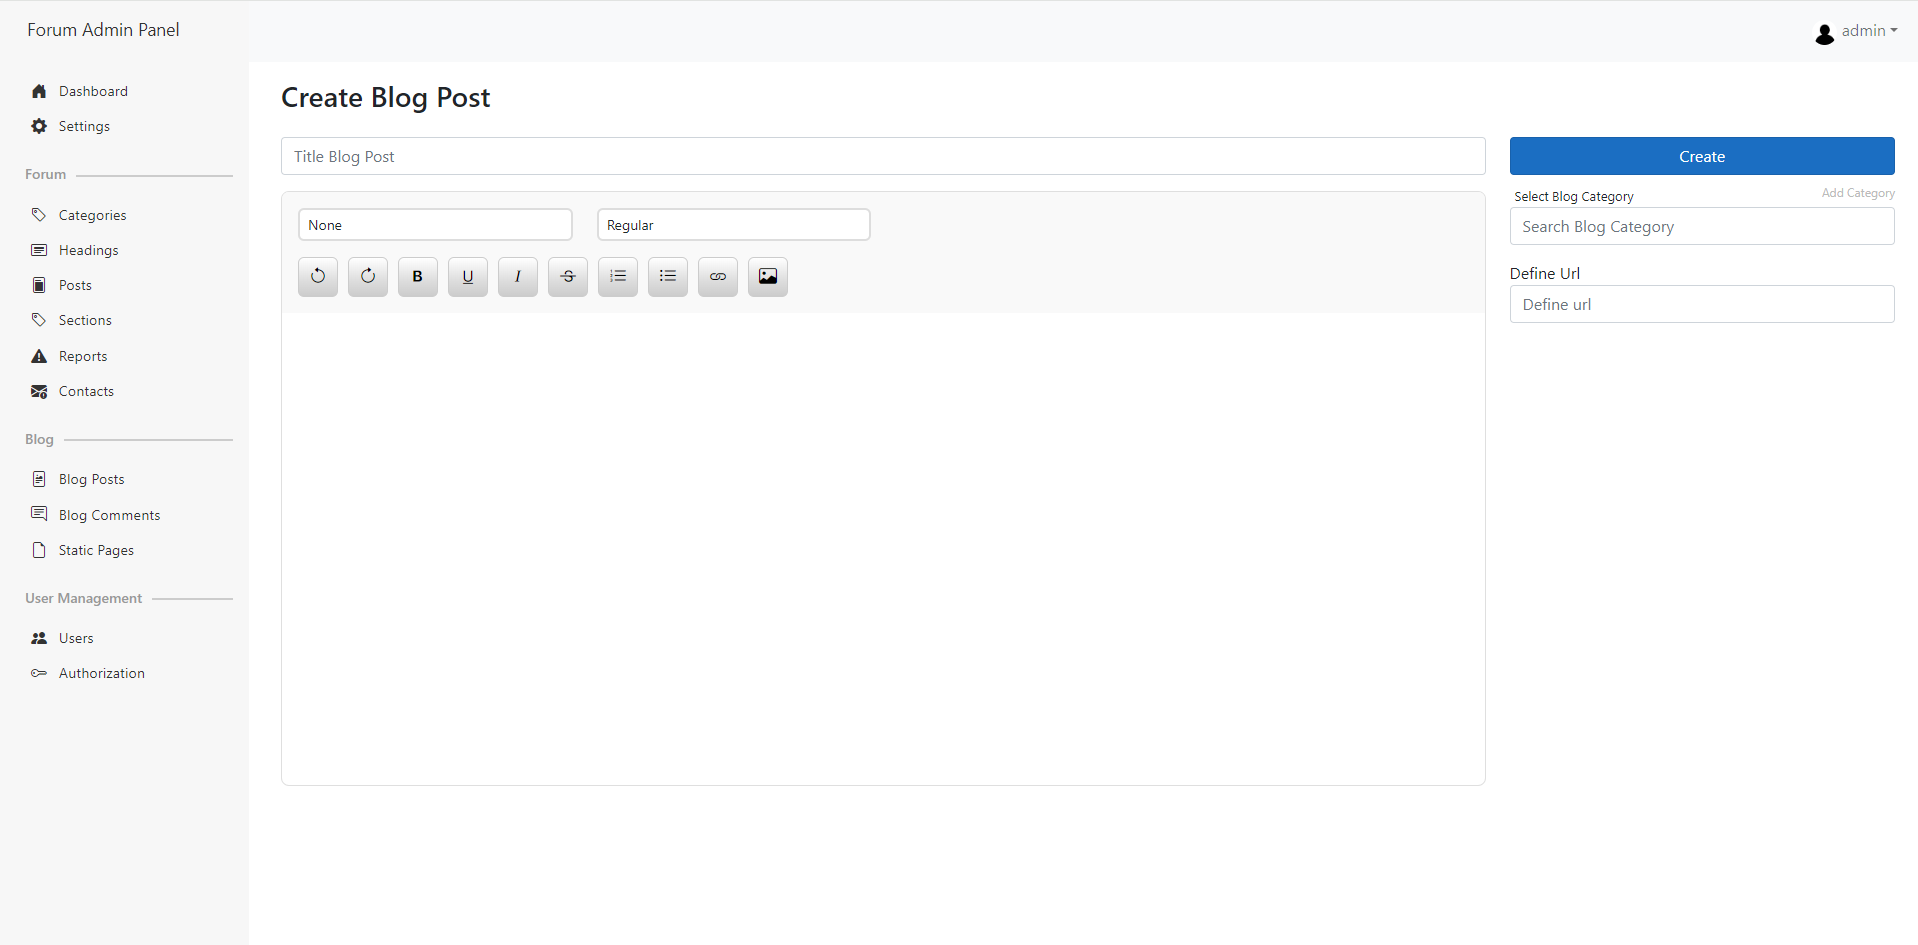 Forum Admin Panel
admin
Dashboard
Settings
Forum
Categories
Headings
Posts
Sections
Reports
Contacts
Blog
Blog Posts
Blog Comments
Static Pages
User Management
Users
Authorization
Create Blog Post
Title Blog Post
None
Regular
B
U
I
S
Create
Select Blog Category
Add Category
Search Blog Category
Define Url
Define url